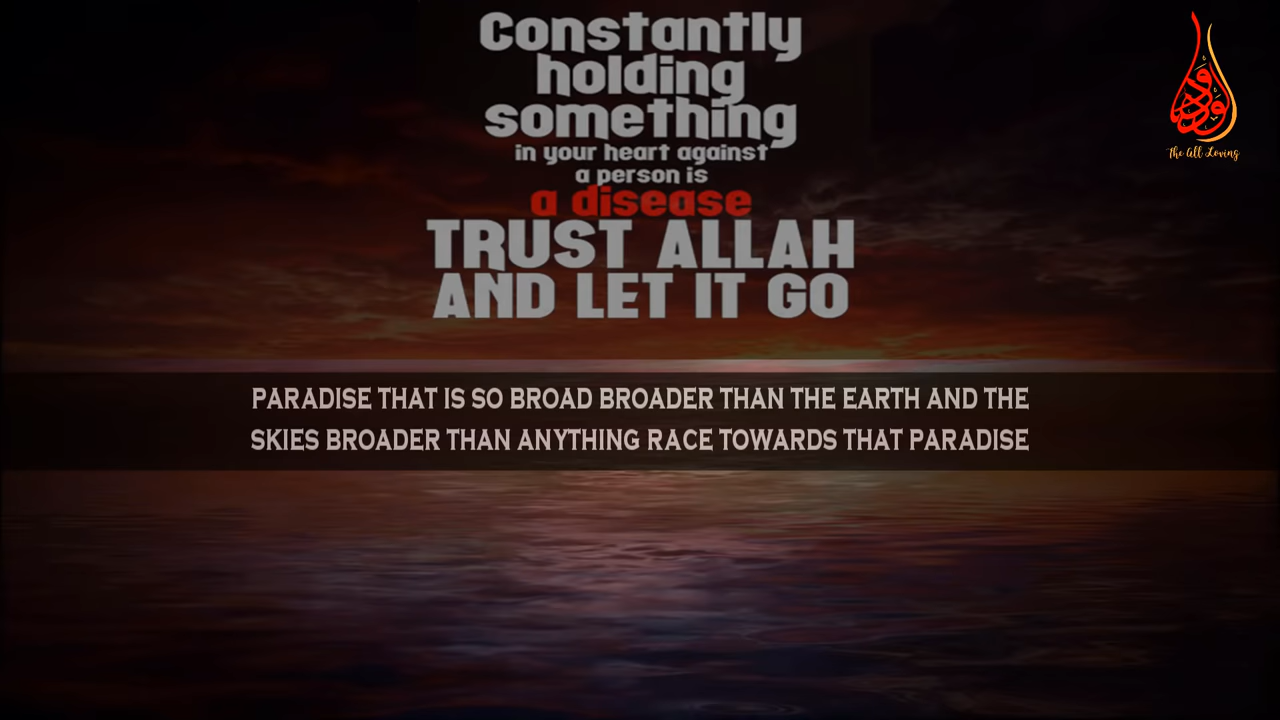 Constantly
holding
something
in your heart against
a person is
a disease
TRUST ALLAH
AND LET IT GO
PARADISE THAT IS SO BROAD BROADER THAN THE EARTH AND THE
SKIES BROADER THAN ANYTHING RACE TOWARDS THAT PARADISE
The All Loving